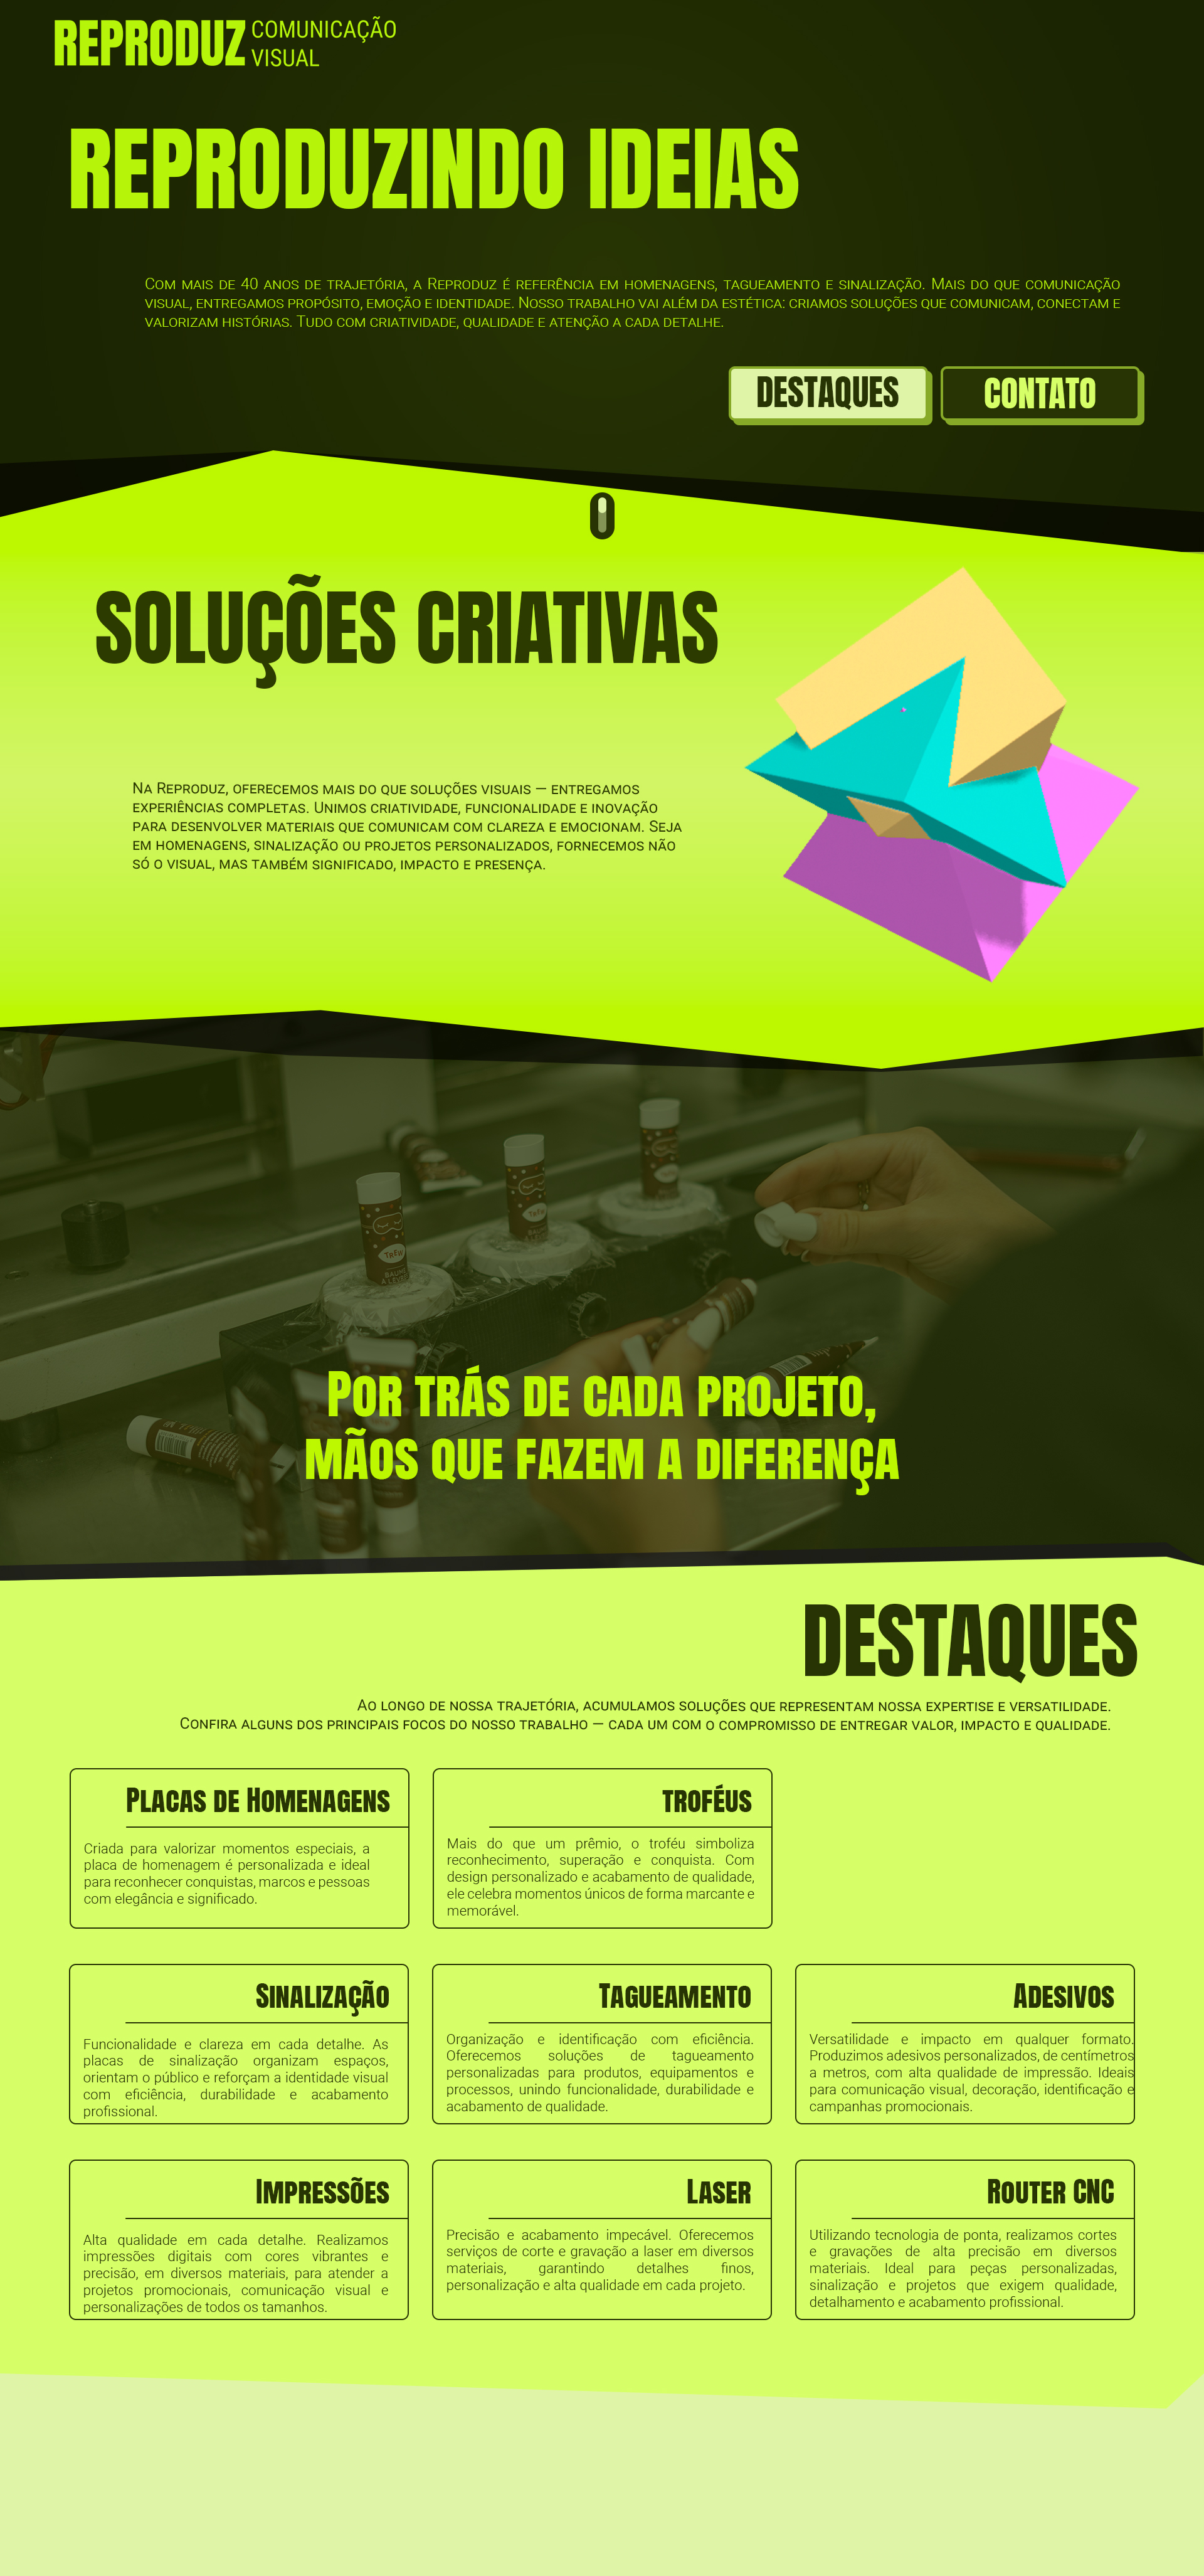 REPRODUZ COMUNICAÇÃO
VISUAL
REPRODUZINDO IDEIAS
Com mais de 40 anos de trajetória, a Reproduz é referência em homenagens, tagueamento e sinalização. Mais do que comunicação
visual, entregamos propósito, emoção e identidade. Nosso trabalho vai além da estética: criamos soluções que comunicam, conectam e
valorizam histórias. Tudo com criatividade, qualidade e atenção a cada detalhe.
DESTAQUES
CONTATO
SOLUÇÕES CRIATIVAS
Na Reproduz, oferecemos mais do que soluções visuais — entregamos
experiências completas. Unimos criatividade, funcionalidade e inovação
para desenvolver materiais que comunicam com clareza e emocionam. Seja
em homenagens, sinalização ou projetos personalizados, fornecemos não
só o visual, mas também significado, impacto e presença.
Por trás de cada projeto,
mãos que fazem a diferença
DESTAQUES
Ao longo de nossa trajetória, acumulamos soluções que representam nossa expertise e versatilidade.
Confira alguns dos principais focos do nosso trabalho — cada um com o compromisso de entregar valor, impacto e qualidade.
Placas de Homenagens
Criada para valorizar momentos especiais, a
placa de homenagem é personalizada e ideal
para reconhecer conquistas, marcos e pessoas
com elegância e significado.
troféus
Mais do que um prêmio, o troféu simboliza
reconhecimento, superação e conquista. Com
design personalizado e acabamento de qualidade,
ele celebra momentos únicos de forma marcante e
memorável.
Sinalização
Funcionalidade e clareza em cada detalhe. As
placas de sinalização organizam espaços,
orientam o público e reforçam a identidade visual
com eficiência, durabilidade e acabamento
profissional.
Tagueamento
Organização e identificação com eficiência.
Oferecemos soluções de tagueamento
personalizadas para produtos, equipamentos e
processos, unindo funcionalidade, durabilidade e
acabamento de qualidade.
Adesivos
Versatilidade e impacto em qualquer formato.
Produzimos adesivos personalizados, de centímetros
a metros, com alta qualidade de impressão. Ideais
para comunicação visual, decoração, identificação e
campanhas promocionais.
Impressões
Alta qualidade em cada detalhe. Realizamos
impressões digitais com cores vibrantes e
precisão, em diversos materiais, para atender a
projetos promocionais, comunicação visual e
personalizações de todos os tamanhos.
Laser
Precisão e acabamento impecável. Oferecemos
serviços de corte e gravação a laser em diversos
materiais, garantindo detalhes finos,
personalização e alta qualidade em cada projeto.
Router CNC
Utilizando tecnologia de ponta, realizamos cortes
e gravações de alta precisão em diversos
materiais. Ideal para peças personalizadas,
sinalização e projetos que exigem qualidade,
detalhamento e acabamento profissional.